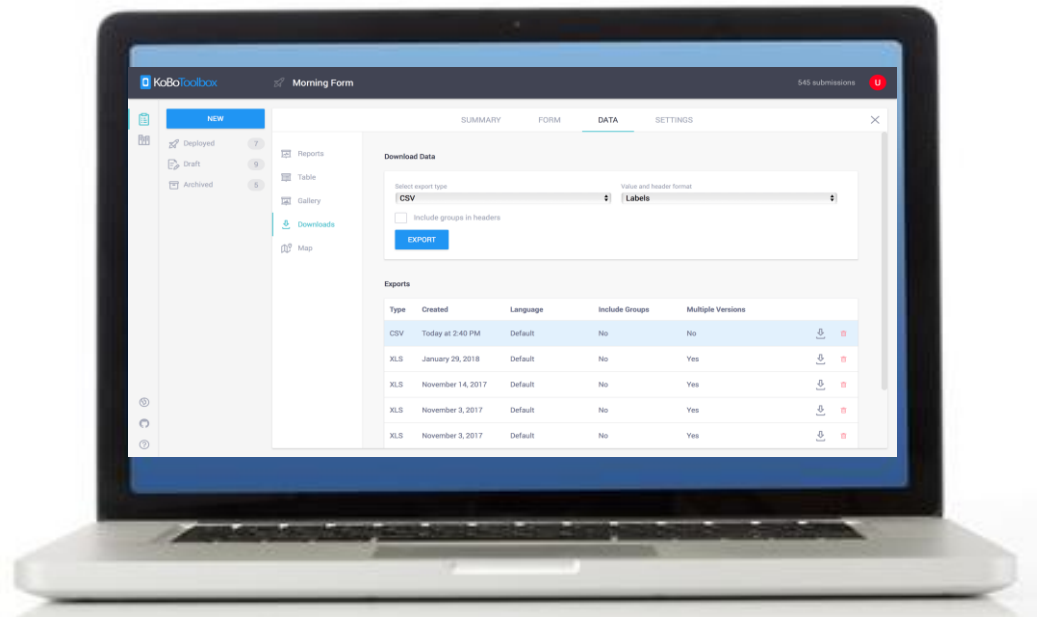 KoBoToolbox
Morning Form
545 submissions
U
NEW
SUMMARY
FORM
DATA
SETTINGS
Deployed 7
Draft 9
Archived 5
Reports
Table
Gallery
Downloads
Map
Download Data
Select export type
Value and header format
CSV
Labels
Include groups in headers
EXPORT
Exports
Type Created Language Include Groups Multiple Versions
CSV Today at 2:40 PM Default No No
XLS January 29, 2018 Default No Yes
XLS November 14, 2017 Default No Yes
XLS November 3, 2017 Default No Yes
XLS November 3, 2017 Default No Yes